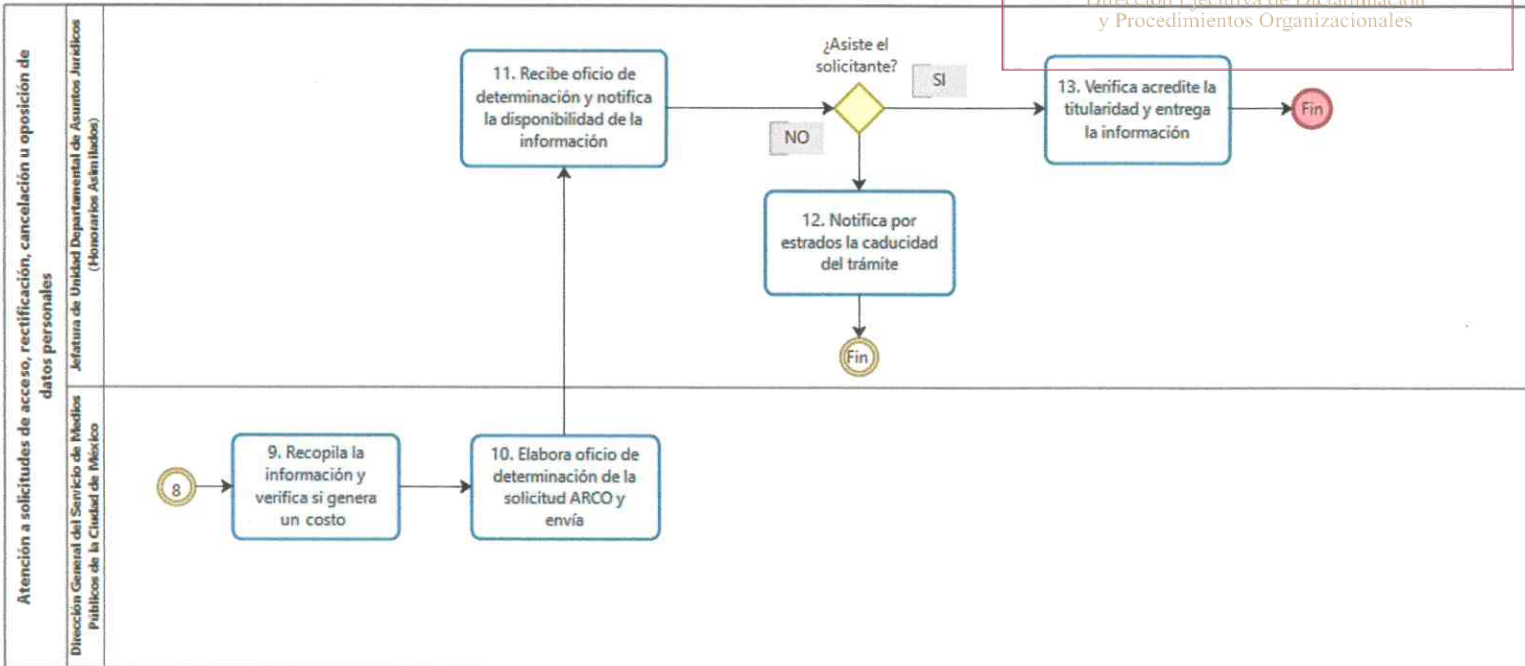 Dirección Ejecutiva de Dictaminación
y Procedimientos Organizacionales
Atención a solicitudes de acceso, rectificación, cancelación u oposición de
datos personales
Jefatura de Unidad Departamental de Asuntos Jurídicos
(Honorarios Asimilados)
11. Recibe oficio de
determinación y notifica
la disponibilidad de la
información
¿Asiste el
solicitante?
SI
NO
13. Verifica acredite la
titularidad y entrega
la información
Fin
12. Notifica por
estrados la caducidad
del trámite
Fin
Dirección General del Servicio de Medios
Públicos de la Ciudad de México
8
9. Recopila la
información y
verifica si genera
un costo
10. Elabora oficio de
determinación de la
solicitud ARCO y
envía